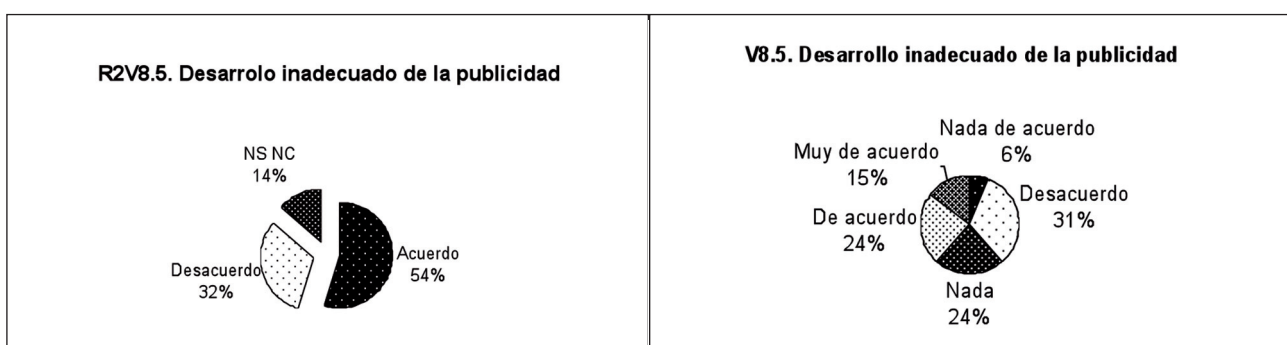 R2V8.5. Desarrolo inadecuado de la publicidad
NS NC
14%
Desacuerdo
32%
Acuerdo
54%
V8.5. Desarrollo inadecuado de la publicidad
Nada de acuerdo
6%
Muy de acuerdo
15%
Desacuerdo
31%
De acuerdo
24%
Nada
24%